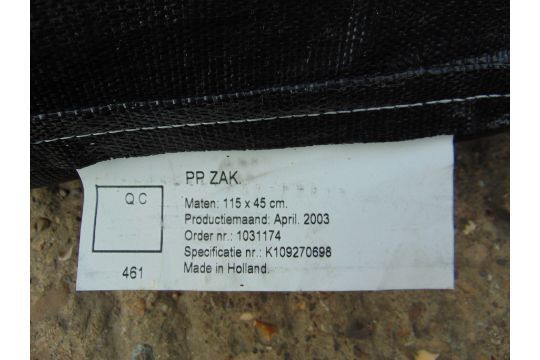 PP. ZAK.
Q.C
Maten: 115 x 45 cm.
Productiemaand: April. 2003
Order nr.: 1031174
Specificatie nr.: K109270698
461
Made in Holland.